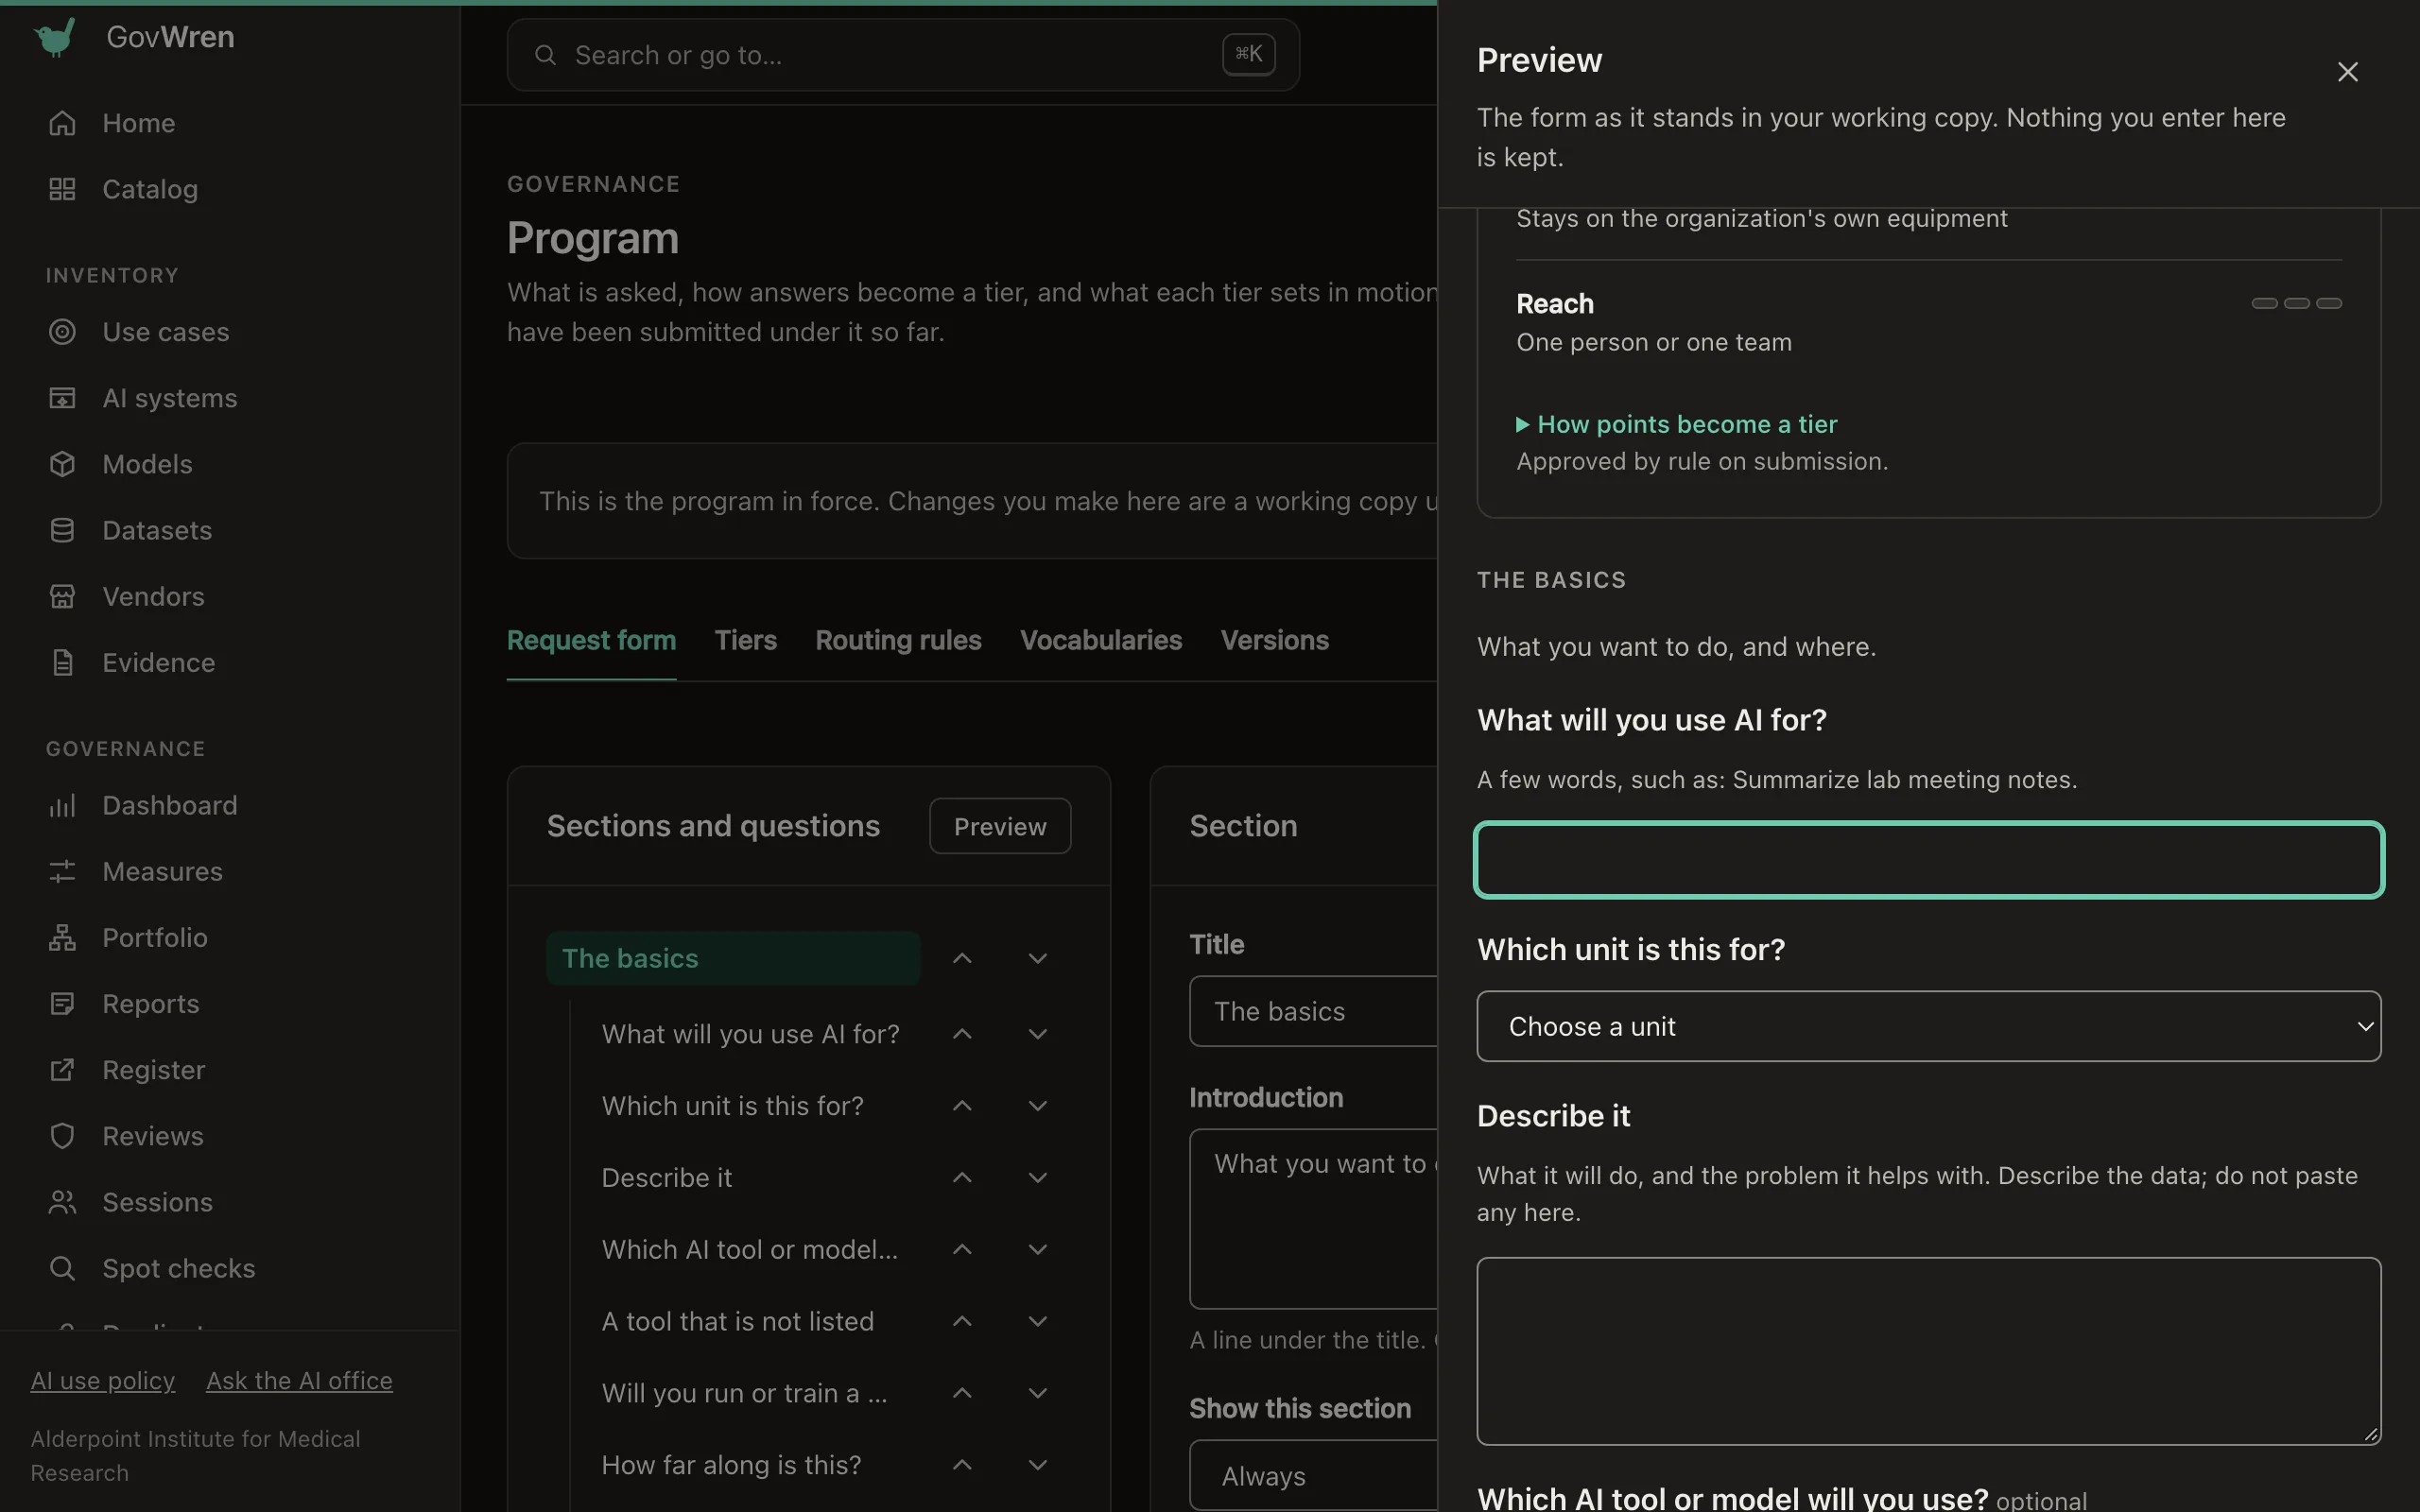 GovWren
Home
Catalog
INVENTORY
Use cases
AI systems
Models
Datasets
Vendors
Evidence
GOVERNANCE
Dashboard
Measures
Portfolio
Reports
Register
Reviews
Sessions
Spot checks
AI use policy
Ask the AI office
Alderpoint Institute for Medical
Research
Search or go to...
⌘K
GOVERNANCE
Program
What is asked, how answers become a tier, and what each tier sets in motion
have been submitted under it so far.
This is the program in force. Changes you make here are a working copy u
Request form
Tiers
Routing rules
Vocabularies
Versions
Sections and questions
Preview
The basics
What will you use AI for?
Which unit is this for?
Describe it
Which AI tool or model...
A tool that is not listed
Will you run or train a ...
How far along is this?
Section
Title
The basics
Introduction
What you want to
A line under the title.
Show this section
Always
Preview
The form as it stands in your working copy. Nothing you enter here
is kept.
Stays on the organization's own equipment
Reach
One person or one team
How points become a tier
Approved by rule on submission.
THE BASICS
What you want to do, and where.
What will you use AI for?
A few words, such as: Summarize lab meeting notes.
Which unit is this for?
Choose a unit
Describe it
What it will do, and the problem it helps with. Describe the data; do not paste
any here.
Which AI tool or model will you use? optional